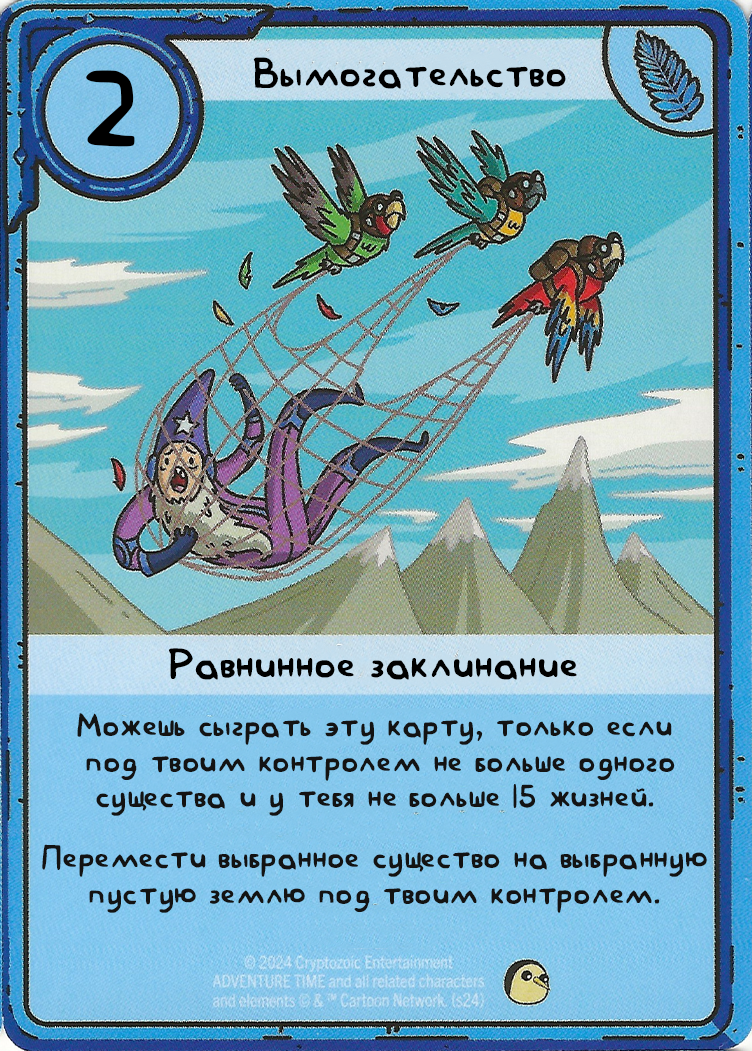 2
Вымогательство
Равнинное заклинание
Можешь сыграть эту карту, только если
под твоим контролем не больше одного
существа и у тебя не больше 15 жизней.
Перемести выбранное существо на выбранную
пустую землю под твоим контролем.
© 2024 Cryptozoic Entertainment
ADVENTURE TIME and all related characters
and elements © & ™ Cartoon Network. (s24)